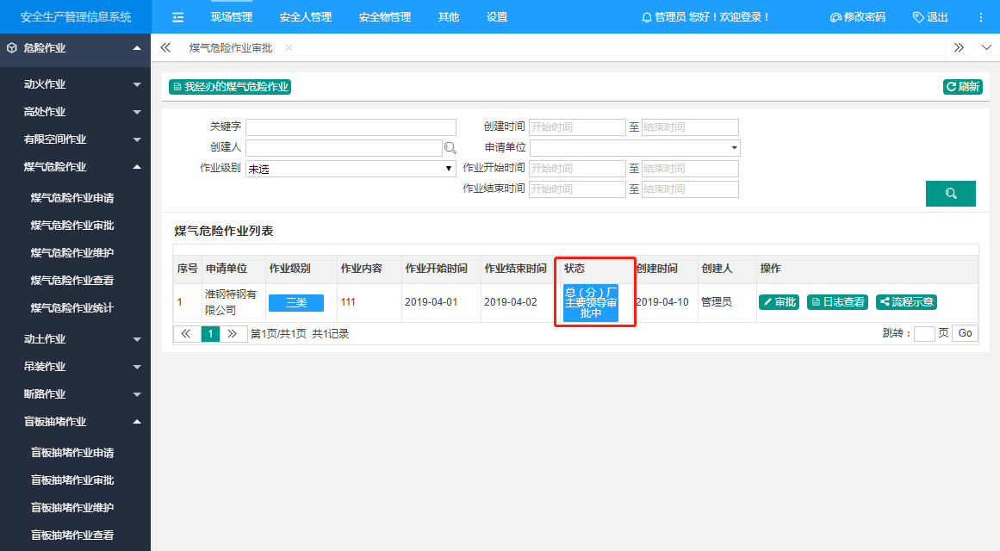 安全生产管理信息系统
现场管理 安全人管理 安全物管理 其他 设置
管理员 您好！欢迎登录！ 修改密码 退出
危险作业
煤气危险作业审批
动火作业
高处作业
有限空间作业
煤气危险作业
煤气危险作业申请
煤气危险作业审批
煤气危险作业维护
煤气危险作业查看
煤气危险作业统计
动土作业
吊装作业
断路作业
盲板抽堵作业
盲板抽堵作业申请
盲板抽堵作业审批
盲板抽堵作业维护
盲板抽堵作业查看
我经办的煤气危险作业 刷新
关键字 创建时间 开始时间 至 结束时间
创建人 申请单位
作业级别 未选 作业开始时间 开始时间 至 结束时间
作业结束时间 开始时间 至 结束时间
煤气危险作业列表
序号 申请单位 作业级别 作业内容 作业开始时间 作业结束时间 状态 创建时间 创建人 操作
1 淮钢特钢有限公司 三类 111 2019-04-01 2019-04-02 总（分）厂主要领导审批中 2019-04-10 管理员 审批 日志查看 流程示意
1 第1页/共1页 共1记录 跳转： 页 Go